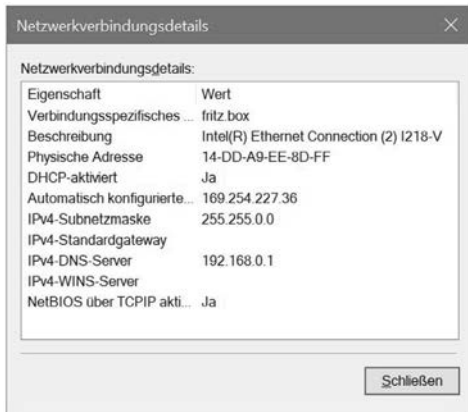 Netzwerkverbindungsdetails
Netzwerkverbindungsdetails:
Eigenschaft Wert
Verbindungsspezifisches ... fritz.box
Beschreibung Intel(R) Ethernet Connection (2) I218-V
Physische Adresse 14-DD-A9-EE-8D-FF
DHCP-aktiviert Ja
Automatisch konfigurierte... 169.254.227.36
IPv4-Subnetzmaske 255.255.0.0
IPv4-Standardgateway
IPv4-DNS-Server 192.168.0.1
IPv4-WINS-Server
NetBIOS über TCPIP akti... Ja
Schließen